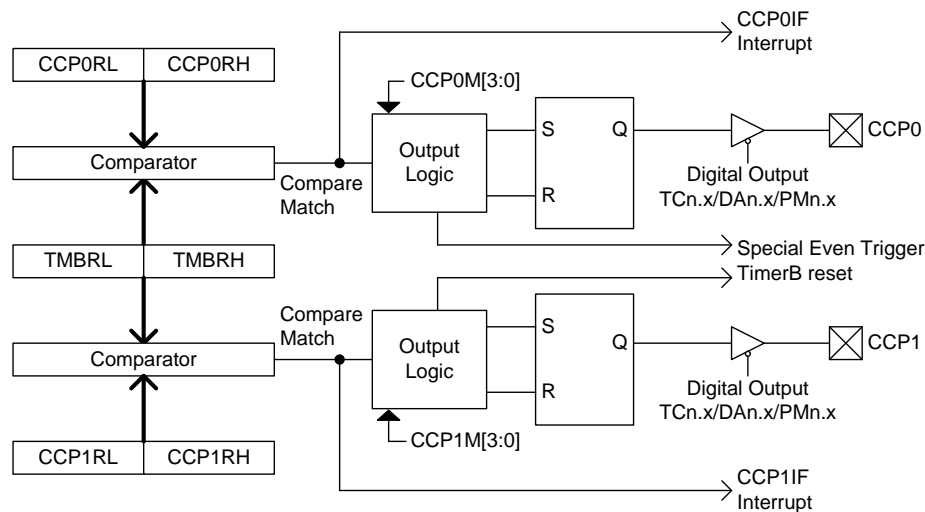 CCP0IF
Interrupt
CCP0RL CCP0RH
CCP0M[3:0]
S Q
CCP0
Comparator
Output
Logic
Compare
Match
R
Digital Output
TCn.x/DAn.x/PMn.x
TMBRL TMBRH
Special Even Trigger
TimerB reset
Compare
Match
S Q
CCP1
Comparator
Output
Logic
R
Digital Output
TCn.x/DAn.x/PMn.x
CCP1M[3:0]
CCP1RL CCP1RH
CCP1IF
Interrupt